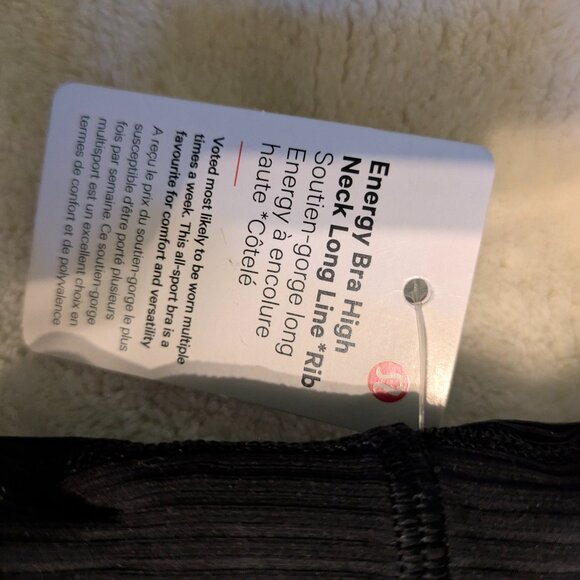 Energy Bra High
Neck Long Line *Rib
Soutien-gorge long
Energy à encolure
haute *Côtelé
Voted most likely to be worn multiple
times a week. This all-sport bra is a
favourite for comfort and versatility
A reçu le prix du soutien-gorge le plus
susceptible d'être porté plusieurs
fois par semaine. Ce soutien-gorge
multisport est un excellent choix en
termes de confort et de polyvalence